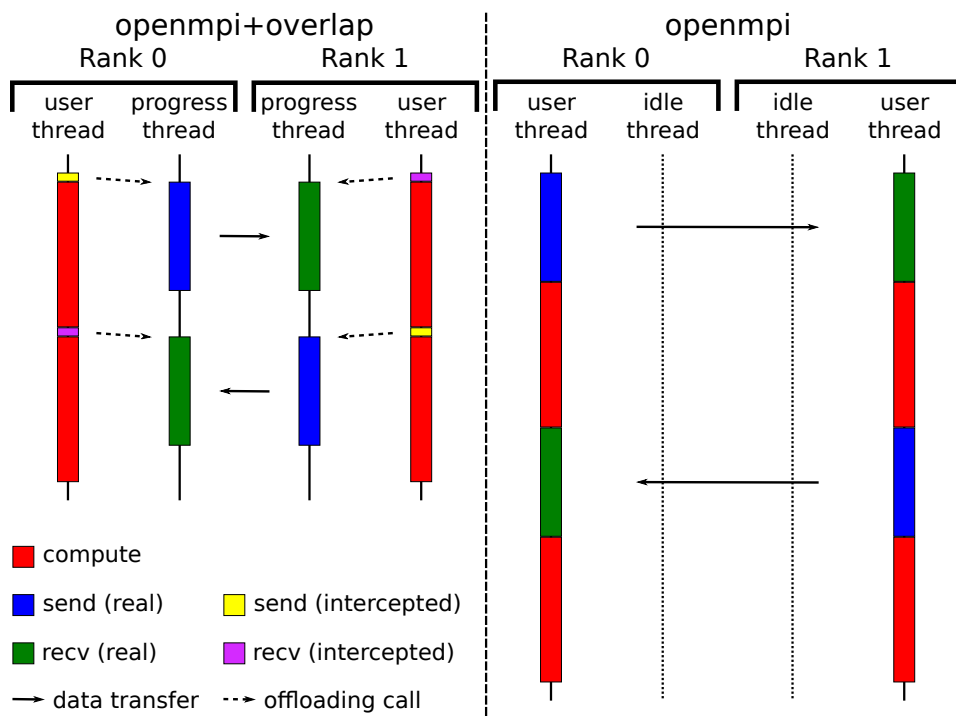 openmpi+overlap
Rank 0
Rank 1
user thread
progress thread
progress thread
user thread
openmpi
Rank 0
Rank 1
user thread
idle thread
idle thread
user thread
compute
send (real)
send (intercepted)
recv (real)
recv (intercepted)
data transfer
offloading call